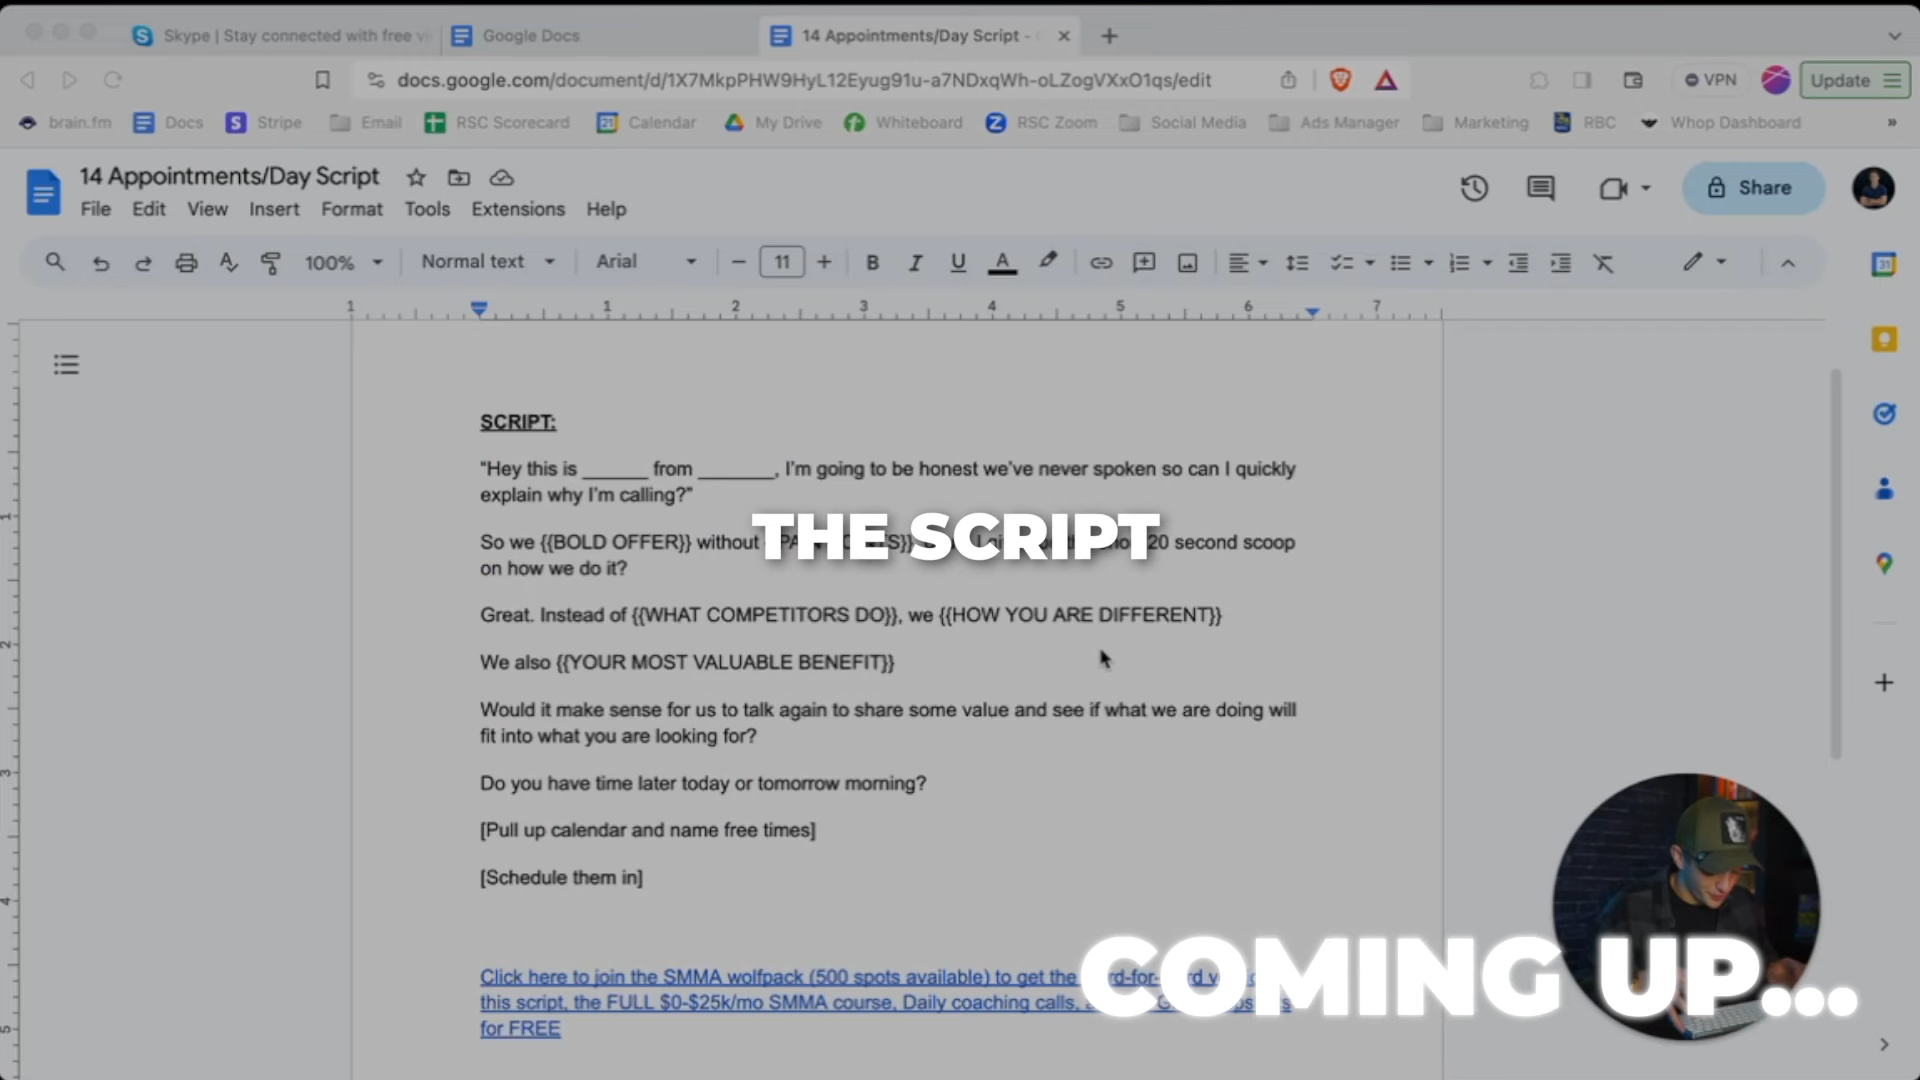 Skype | Stay connected with free vi
Google Docs
14 Appointments/Day Script -
docs.google.com/document/d/1X7MkpPHW9HyL12Eyug91u-a7NDxqWh-oLZogVXxO1qs/edit
VPN
Update
brain.fm
Docs
Stripe
Email
RSC Scorecard
Calendar
My Drive
Whiteboard
RSC Zoom
Social Media
Ads Manager
Marketing
RBC
Whop Dashboard
14 Appointments/Day Script
File Edit View Insert Format Tools Extensions Help
Share
100% Normal text Arial 11
1 1 2 3 4 5 6 7
SCRIPT:
"Hey this is ______ from _______, I'm going to be honest we've never spoken so can I quickly
explain why I'm calling?"
So we {{BOLD OFFER}} without 20 second scoop
THE SCRIPT
on how we do it?
Great. Instead of {{WHAT COMPETITORS DO}}, we {{HOW YOU ARE DIFFERENT}}
We also {{YOUR MOST VALUABLE BENEFIT}}
Would it make sense for us to talk again to share some value and see if what we are doing will
fit into what you are looking for?
Do you have time later today or tomorrow morning?
[Pull up calendar and name free times]
[Schedule them in]
Click here to join the SMMA wolfpack (500 spots available) to get the
this script, the FULL $0-$25k/mo SMMA course, Daily coaching calls,
for FREE
COMING UP...